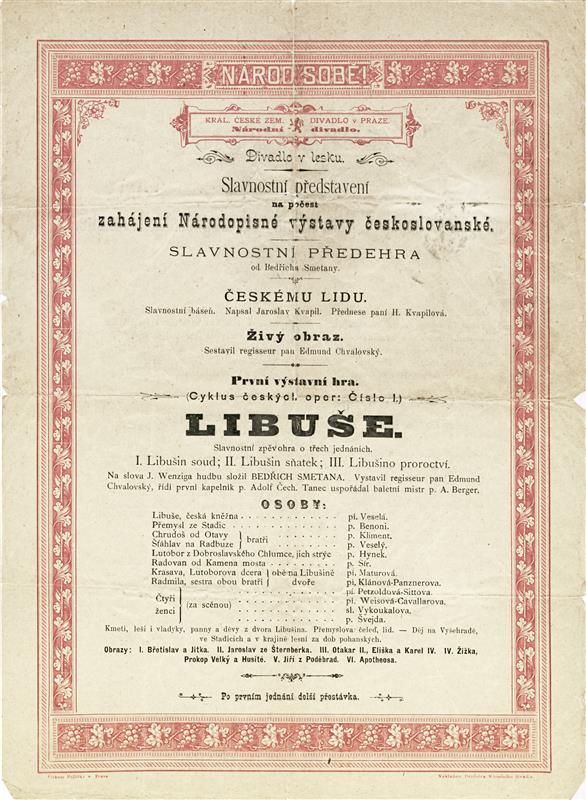 NÁROD SOBĚ!
KRÁL. ČESKÉ ZEM. DIVADLO v PRAZE.
Národní divadlo.
Divadlo v lesku.
Slavnostní představení
na počest
zahájení Národopisné výstavy českoslovanské.
SLAVNOSTNÍ PŘEDEHRA
od Bedřicha Smetany.
ČESKÉMU LIDU.
Slavnostní báseň. Napsal Jaroslav Kvapil. Přednese paní H. Kvapilová.
Živý obraz.
Sestavil regisseur pan Edmund Chvalovský.
První výstavní hra.
(Cyklus českých oper: Číslo I.)
LIBUŠE.
Slavnostní zpěvohra o třech jednáních.
I. Libušin soud; II. Libušin sňatek; III. Libušino proroctví.
Na slova J. Wenziga hudbu složil BEDŘICH SMETANA. Vystavil regisseur pan Edmund
Chvalovský, řídí první kapelník p. Adolf Čech. Tanec uspořádal baletní mistr p. A. Berger.
OSOBY:
Libuše, česká kněžna . . . . . . . . . . . pí. Veselá.
Přemysl ze Stadic . . . . . . . . . . . p. Benoni.
Chrudoš od Otavy } bratří . . . . . . . p. Kliment.
Šťáhlav na Radbuze } . . . . . . . p. Veselý.
Lutobor z Dobroslavského Chlumce, jich strýc p. Hynek.
Radovan od Kamena mosta . . . . . . . . p. Šír.
Krasava, Lutoborova dcera } obě na Libušině pí. Maturová.
Radmila, sestra obou bratří } dvoře . . . pí. Klánová-Panznerova.
Čtyři ženci } (za scénou) . . . . . . . pí. Petzoldová-Sittova.
pí. Weisová-Cavallarova.
sl. Vykoukalova.
p. Švejda.
Kmeti, leši i vladyky, panny a děvy z dvora Libušina. Přemyslova čeleď, lid. — Děj na Vyšehradě,
ve Stadicích a v krajině lesní za dob pohanských.
Obrazy: I. Břetislav a Jitka. II. Jaroslav ze Šternberka. III. Otakar II., Eliška a Karel IV. IV. Žižka,
Prokop Velký a Husité. V. Jiří z Poděbrad. VI. Apotheosa.
Po prvním jednání delší přestávka.